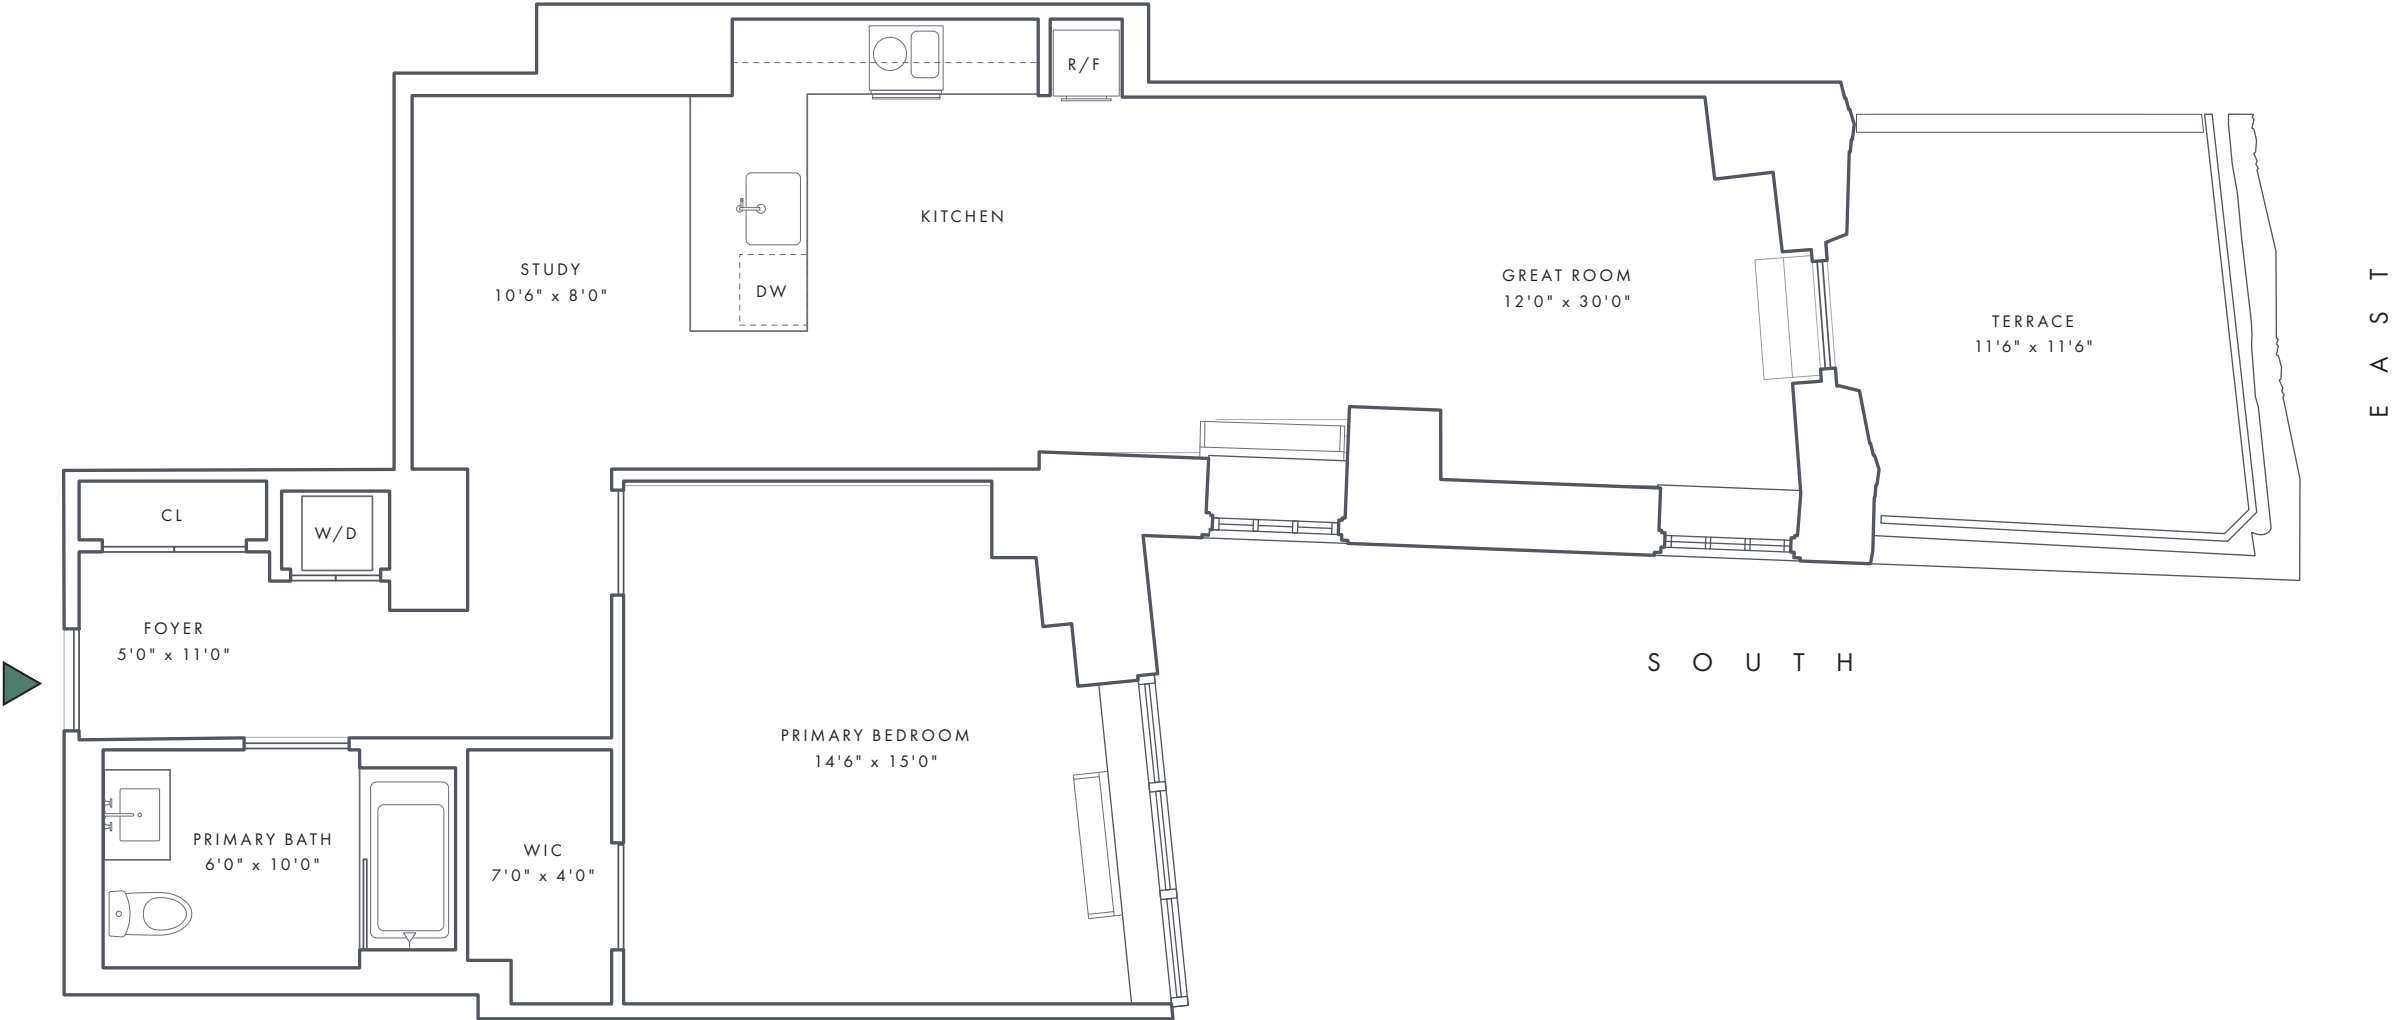 R/F
KITCHEN
STUDY
10'6" x 8'0"
DW
GREAT ROOM
12'0" x 30'0"
TERRACE
11'6" x 11'6"
EAST
CL
W/D
FOYER
5'0" x 11'0"
SOUTH
PRIMARY BEDROOM
14'6" x 15'0"
PRIMARY BATH
6'0" x 10'0"
WIC
7'0" x 4'0"